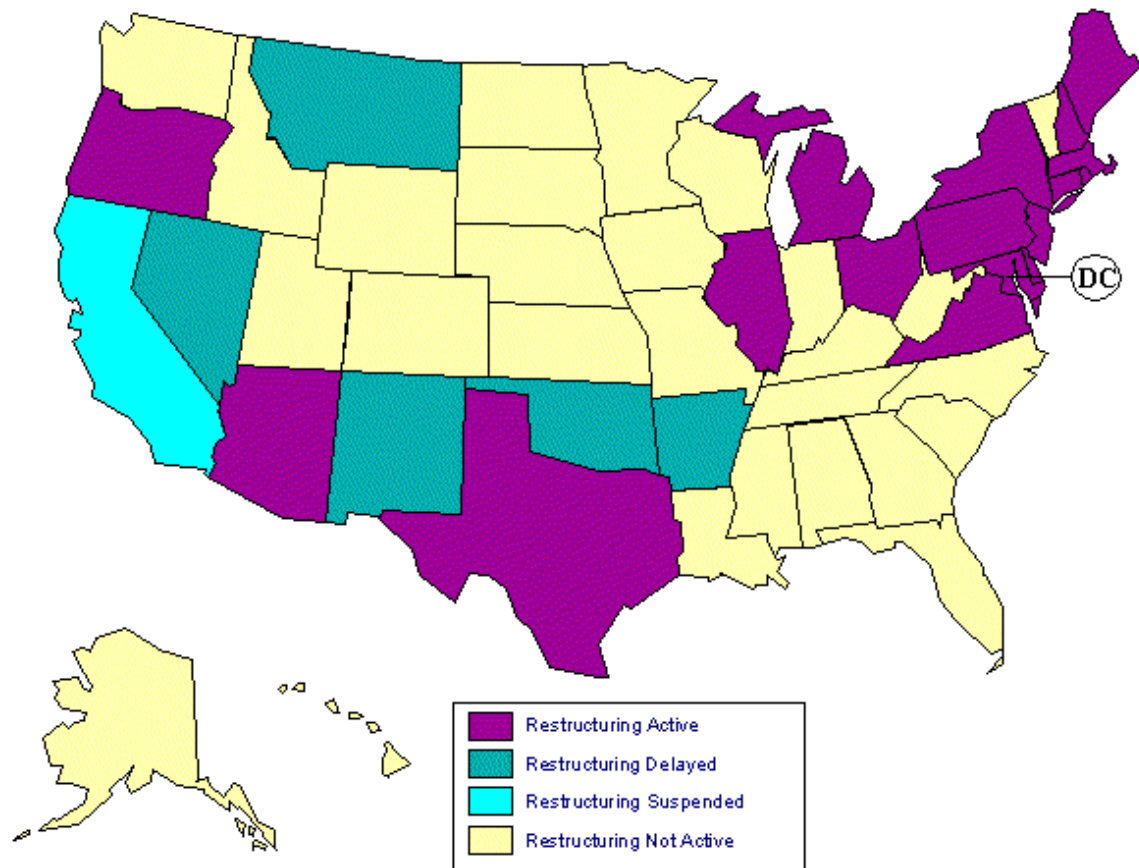 DC
Restructuring Active
Restructuring Delayed
Restructuring Suspended
Restructuring Not Active